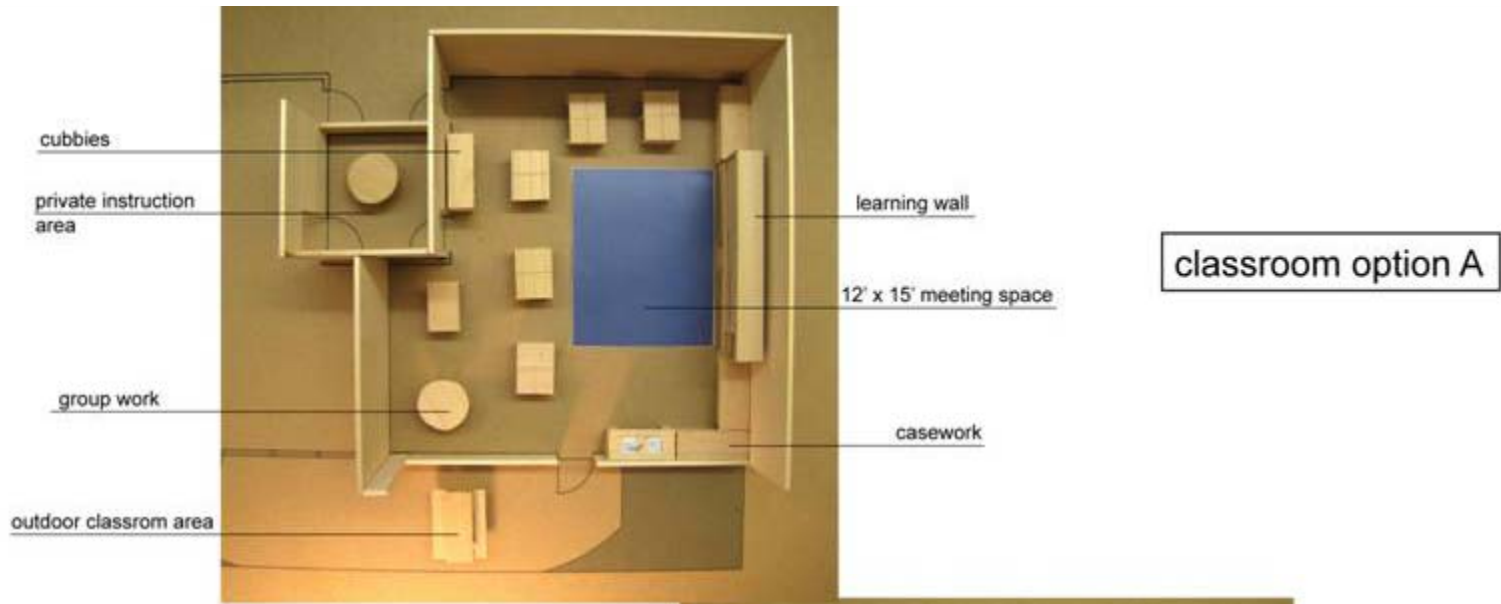 cubbies
private instruction
area
group work
outdoor classrom area
learning wall
12' x 15' meeting space
casework
classroom option A